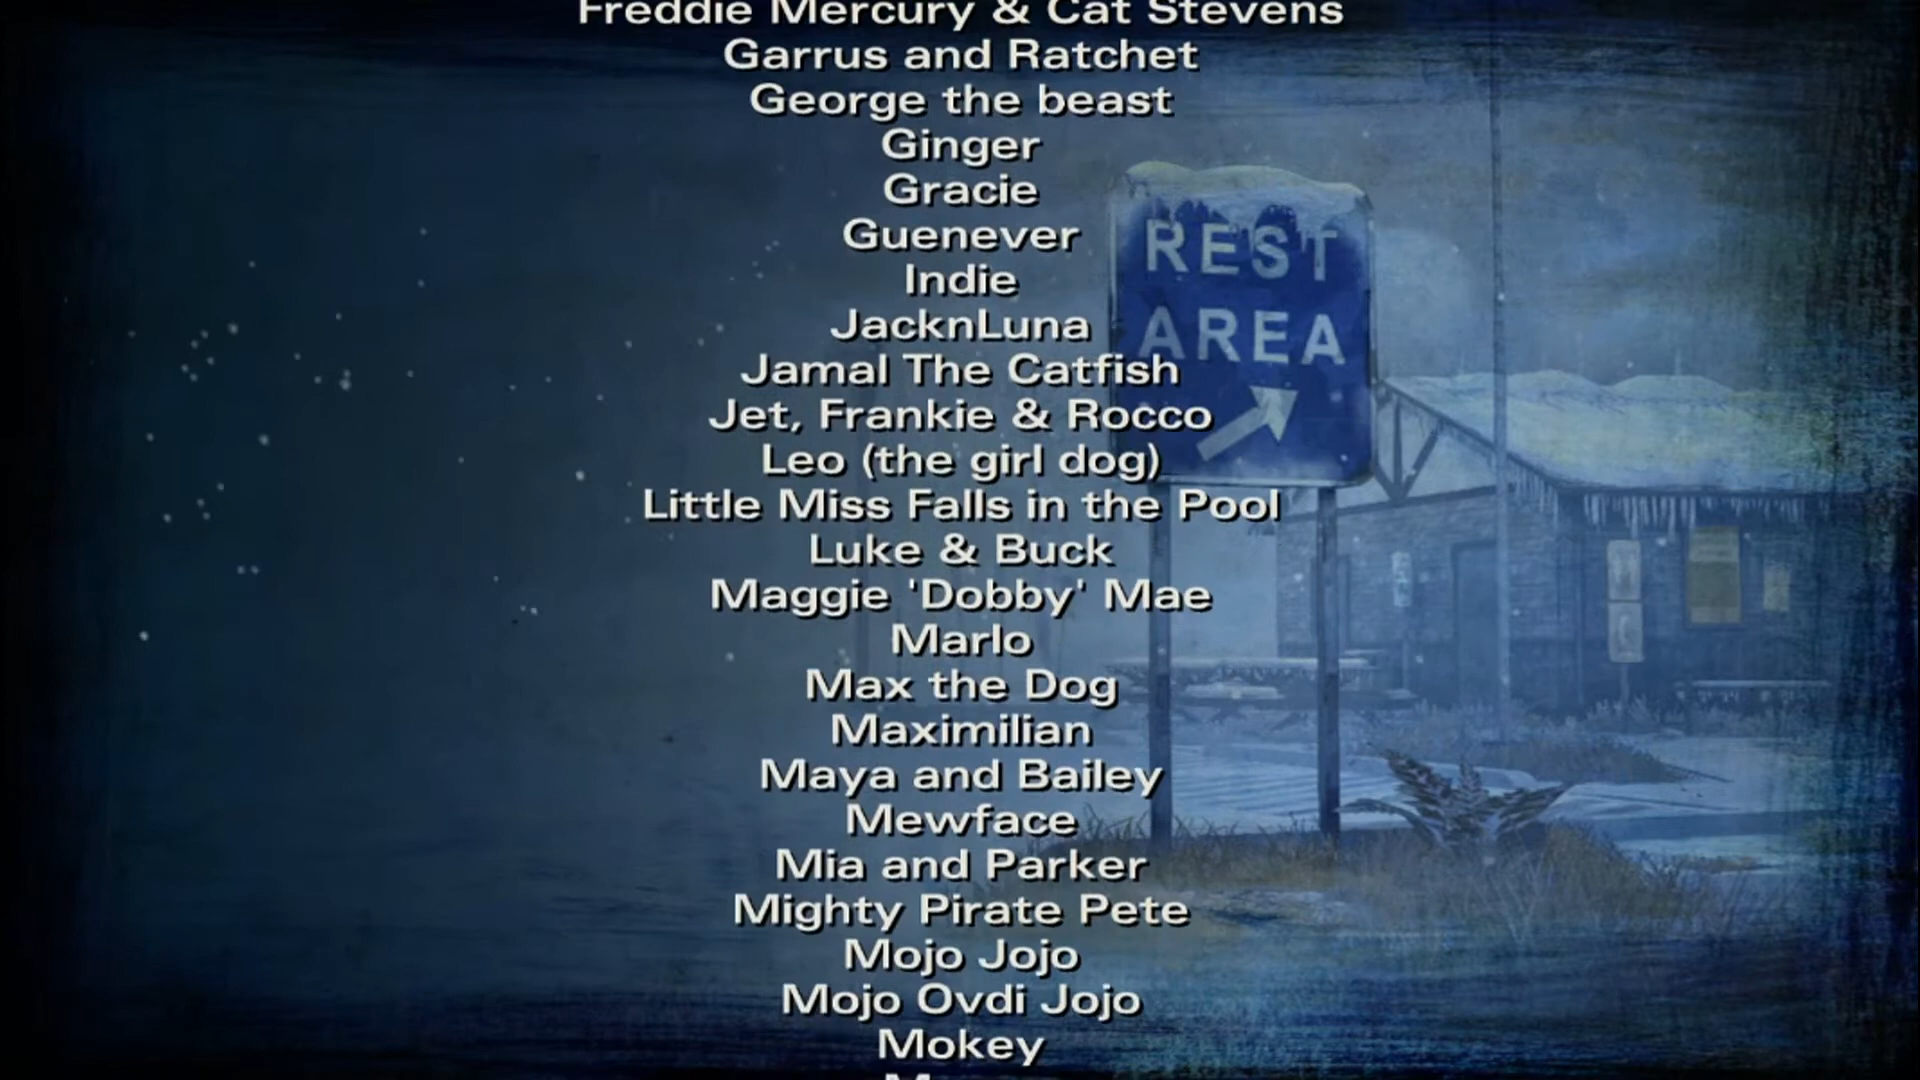 Freddie Mercury & Cat Stevens
Garrus and Ratchet
George the beast
Ginger
Gracie
Guenever
Indie
JacknLuna
Jamal The Catfish
Jet, Frankie & Rocco
Leo (the girl dog)
Little Miss Falls in the Pool
Luke & Buck
Maggie 'Dobby' Mae
Marlo
Max the Dog
Maximilian
Maya and Bailey
Mewface
Mia and Parker
Mighty Pirate Pete
Mojo Jojo
Mojo Ovdi Jojo
Mokey
REST
AREA